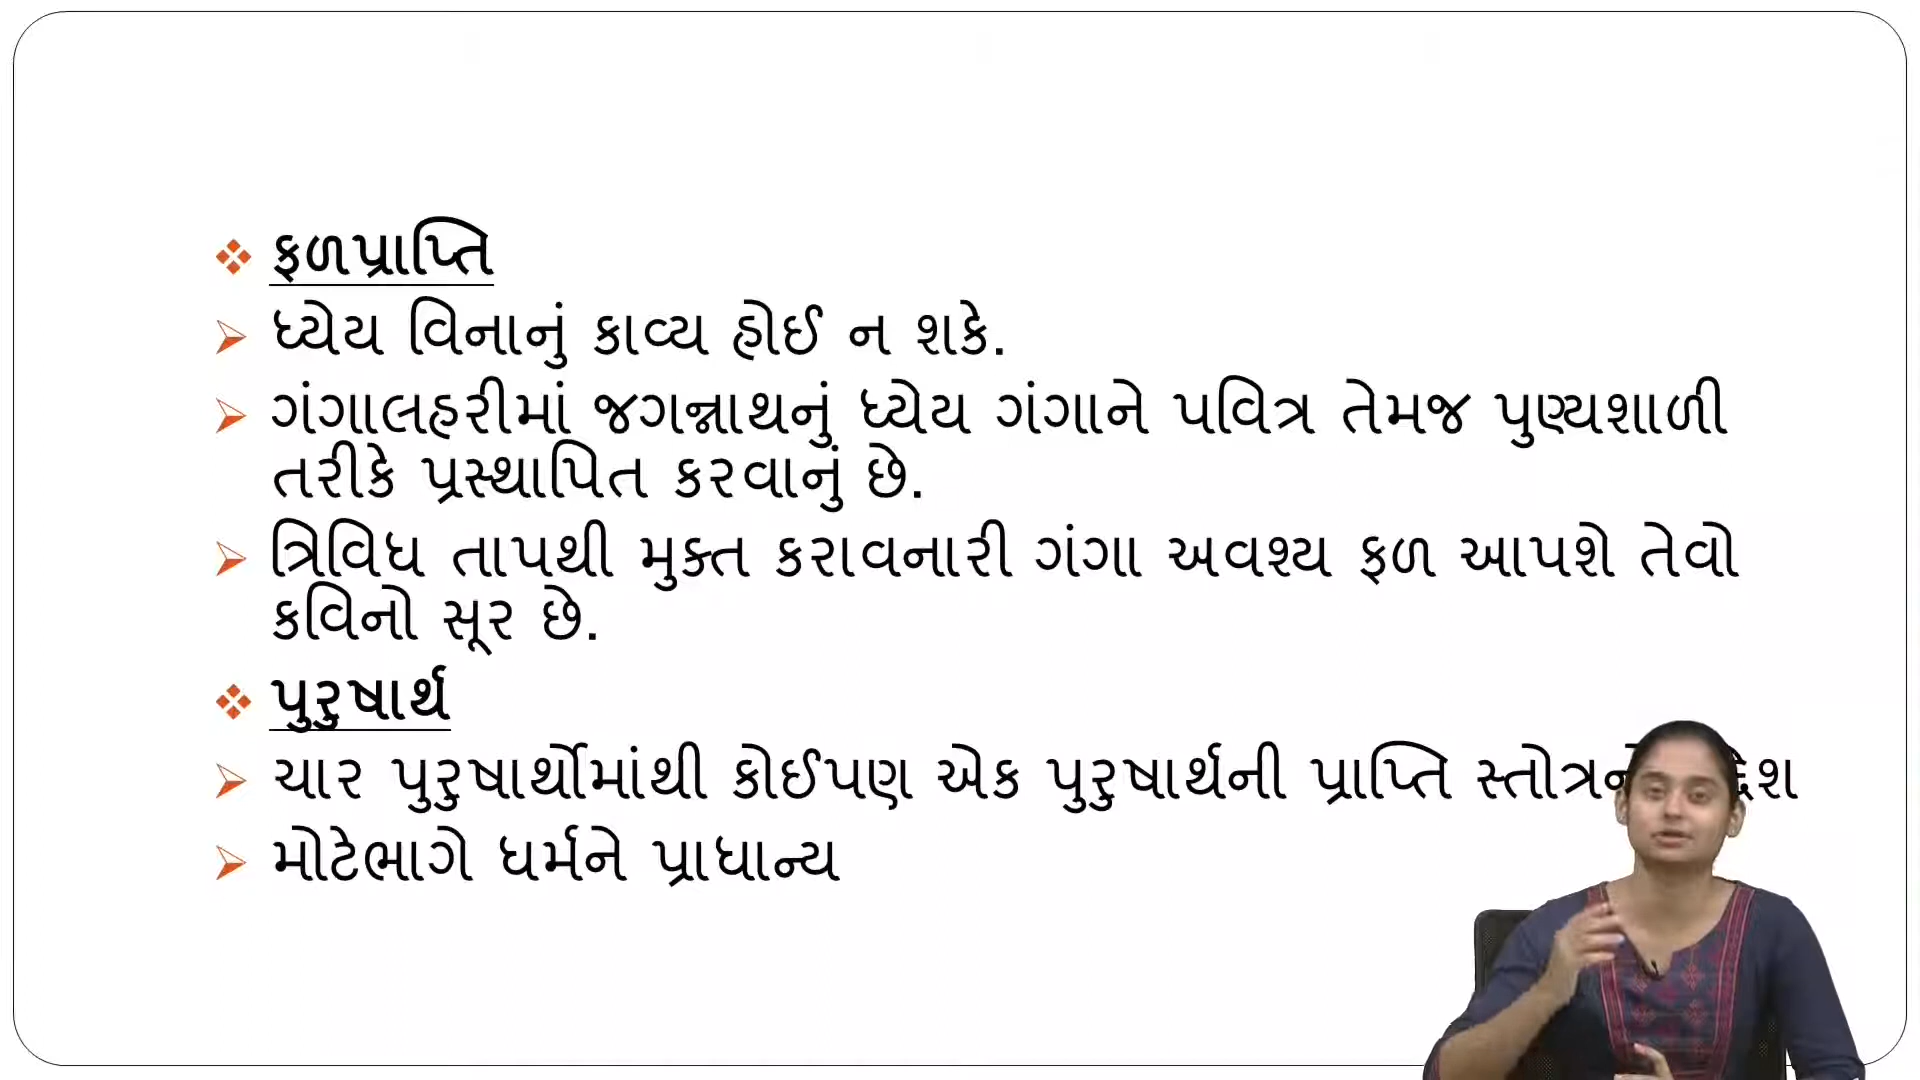 ફળપ્રાપ્તિ
ધ્યેય વિનાનું કાવ્ય હોઈ ન શકે.
ગંગાલહરીમાં જગન્નાથનું ધ્યેય ગંગાને પવિત્ર તેમજ પુણ્યશાળી
તરીકે પ્રસ્થાપિત કરવાનું છે.
ત્રિવિધ તાપથી મુક્ત કરાવનારી ગંગા અવશ્ય ફળ આપશે તેવો
કવિનો સૂર છે.
પુરુષાર્થ
ચાર પુરુષાર્થોમાંથી કોઈપણ એક પુરુષાર્થની પ્રાપ્તિ
મોટેભાગે ધર્મને પ્રાધાન્ય